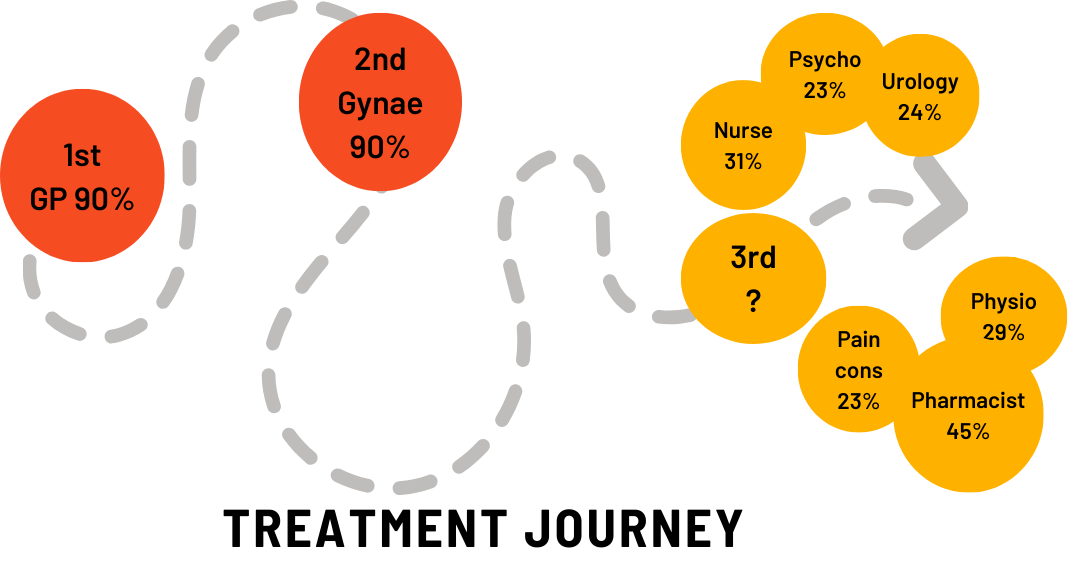 1st
GP 90%
2nd
Gynae
90%
Psycho
23%
Urology
24%
Nurse
31%
3rd
?
Physio
29%
Pain
cons
23%
Pharmacist
45%
TREATMENT JOURNEY